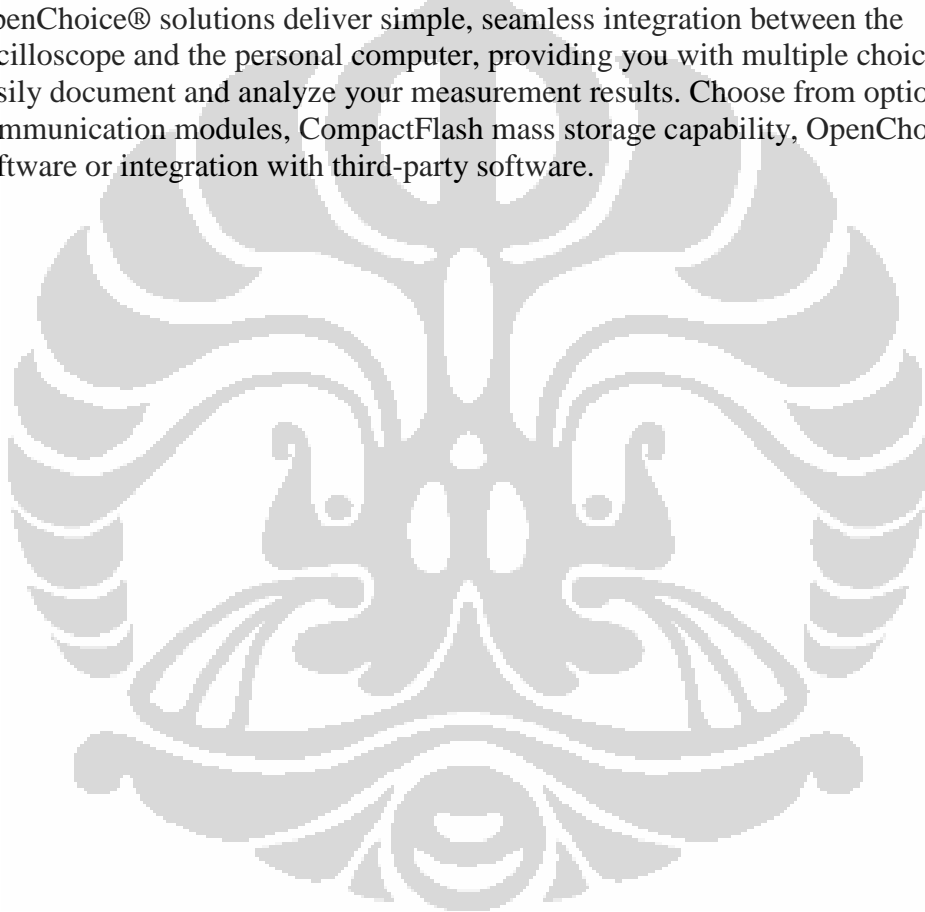 penChoice® solutions deliver simple, seamless integration between the
cilloscope and the personal computer, providing you with multiple choic
sily document and analyze your measurement results. Choose from optio
mmunication modules, CompactFlash mass storage capability, OpenCho
ftware or integration with third-party software.